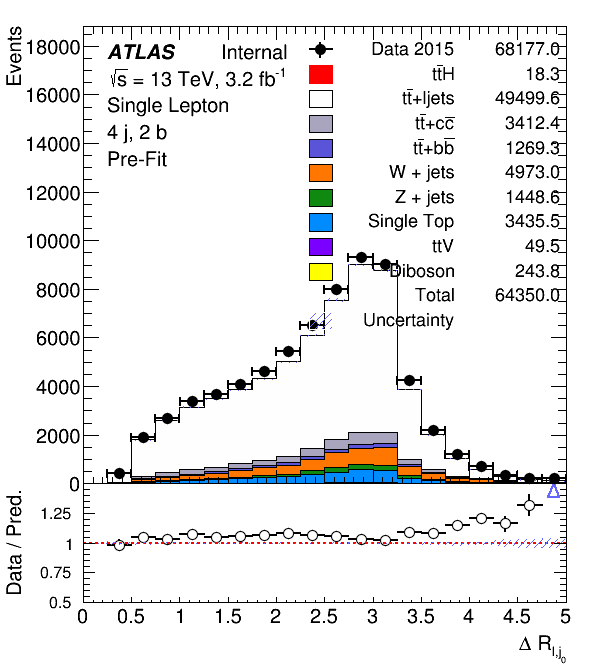 Events
18000
16000
14000
12000
10000
8000
6000
4000
2000
0
ATLAS Internal
√s = 13 TeV, 3.2 fb⁻¹
Single Lepton
4 j, 2 b
Pre-Fit
Data 2015 68177.0
tt̄H 18.3
tt̄+ljets 49499.6
tt̄+cc̄ 3412.4
tt̄+bb̄ 1269.3
W + jets 4973.0
Z + jets 1448.6
Single Top 3435.5
ttV 49.5
Diboson 243.8
Total 64350.0
Uncertainty
Data / Pred.
1.25
1
0.75
0.5
0 0.5 1 1.5 2 2.5 3 3.5 4 4.5 5
Δ R l,j₀